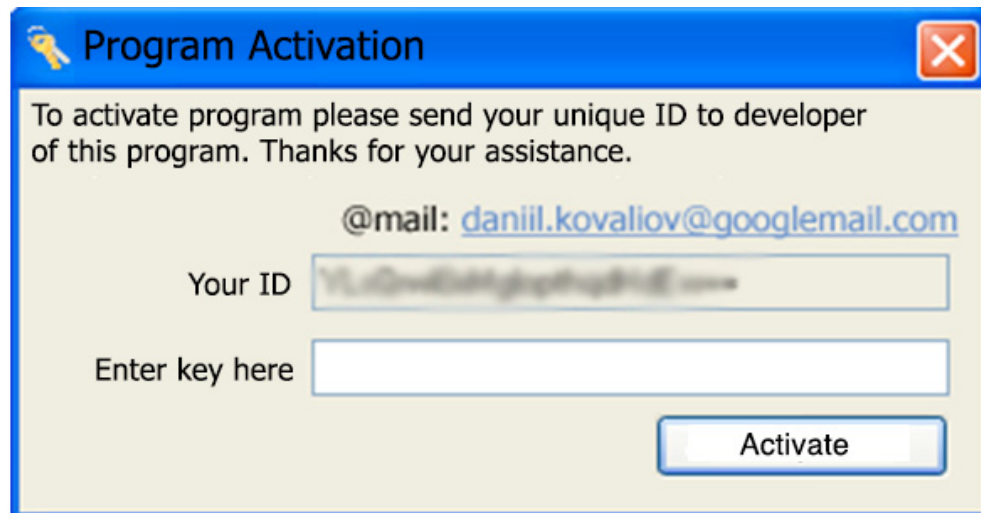 Program Activation
To activate program please send your unique ID to developer
of this program. Thanks for your assistance.
@mail: daniil.kovaliov@googlemail.com
Your ID
Enter key here
Activate